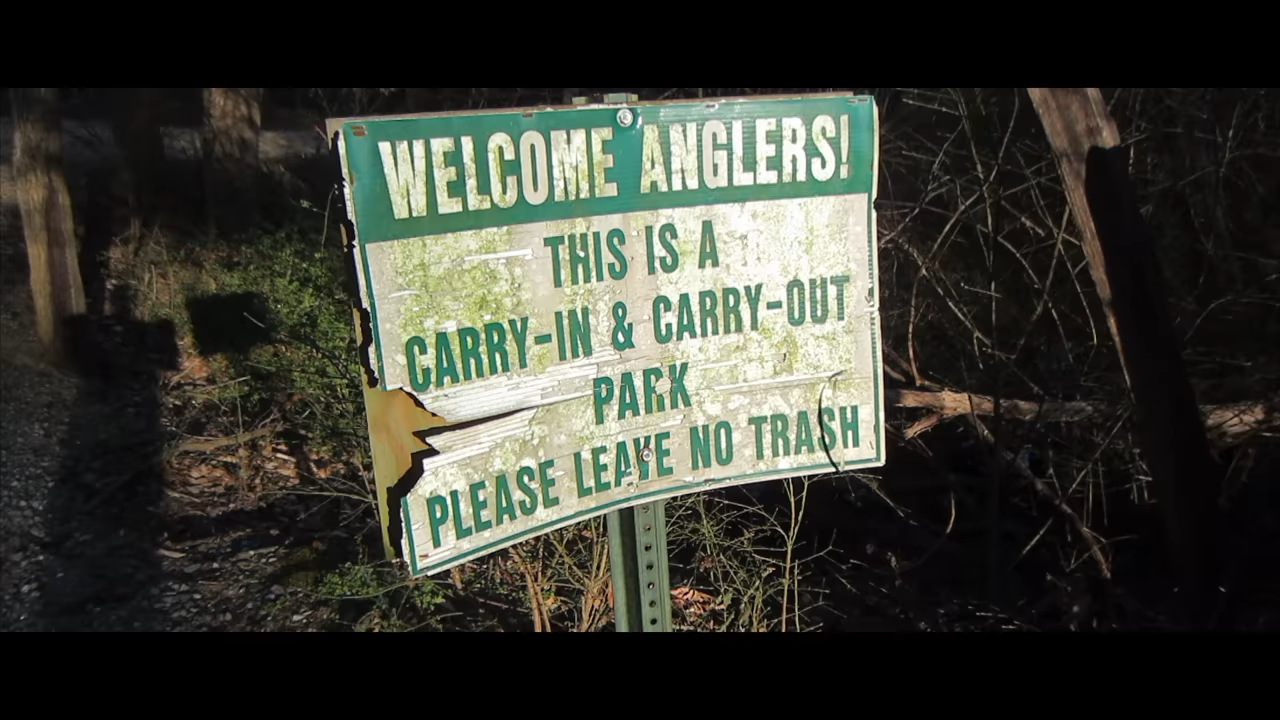 WELCOME ANGLERS!
THIS IS A
CARRY-IN & CARRY-OUT
PARK
PLEASE LEAVE NO TRASH